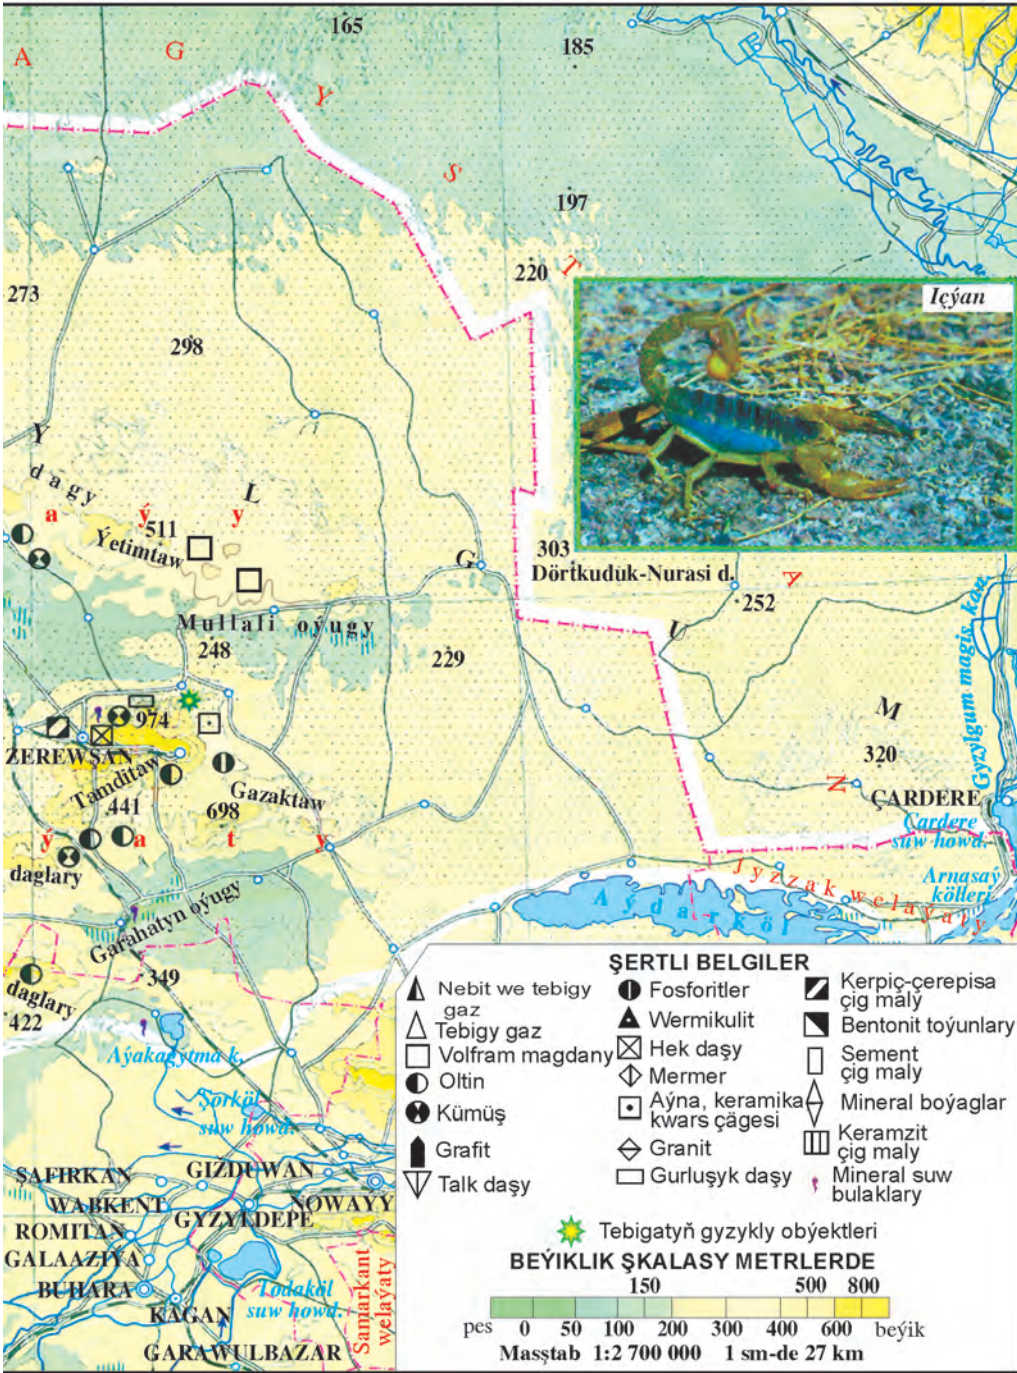 165
A G
185
Y
S
197
T
220
273
Içýan
298
Y
dagy
L
a ý y
511
Ýetimtaw
G
303
Dörtkuduk-Nurasi d.
A
252
Mullali oýugy
U
248
229
Gyzylgum magis kan.
974
M
ZEREWŞAN
320
Tamditaw
Gazaktaw
N
ÇARDERE
441
698
Çardere
suw howd.
ý a t y
daglary
Jyzzak welaýaty
Arnasaý
kölleri
Garahatyn oýugy
Aýdarköl
349
daglary
422
Aýakagytma k.
Şorköl
suw howd.
ŞAFIRKAN
GIŽDUWAN
WABKENT
NOWAÝY
GYZYLDEPE
ROMITAN
GALAAZIÝA
BUHARA
Todaköl
suw howd.
KAGAN
Samarkant
welaýaty
GARAWULBAZAR
ŞERTLI BELGILER
Nebit we tebigy
gaz
Tebigy gaz
Volfram magdany
Oltin
Kümüş
Grafit
Talk daşy
Fosforitler
Wermikulit
Hek daşy
Mermer
Aýna, keramika
kwars çägesi
Granit
Gurluşyk daşy
Kerpiç-çerepisa
çig maly
Bentonit toýunlary
Sement
çig maly
Mineral boýaglar
Keramzit
çig maly
Mineral suw
bulaklary
Tebigatyň gyzykly obýektleri
BEÝIKLIK ŞKALASY METRLERDE
150 500 800
pes 0 50 100 200 300 400 600 beýik
Masştab 1:2 700 000 1 sm-de 27 km